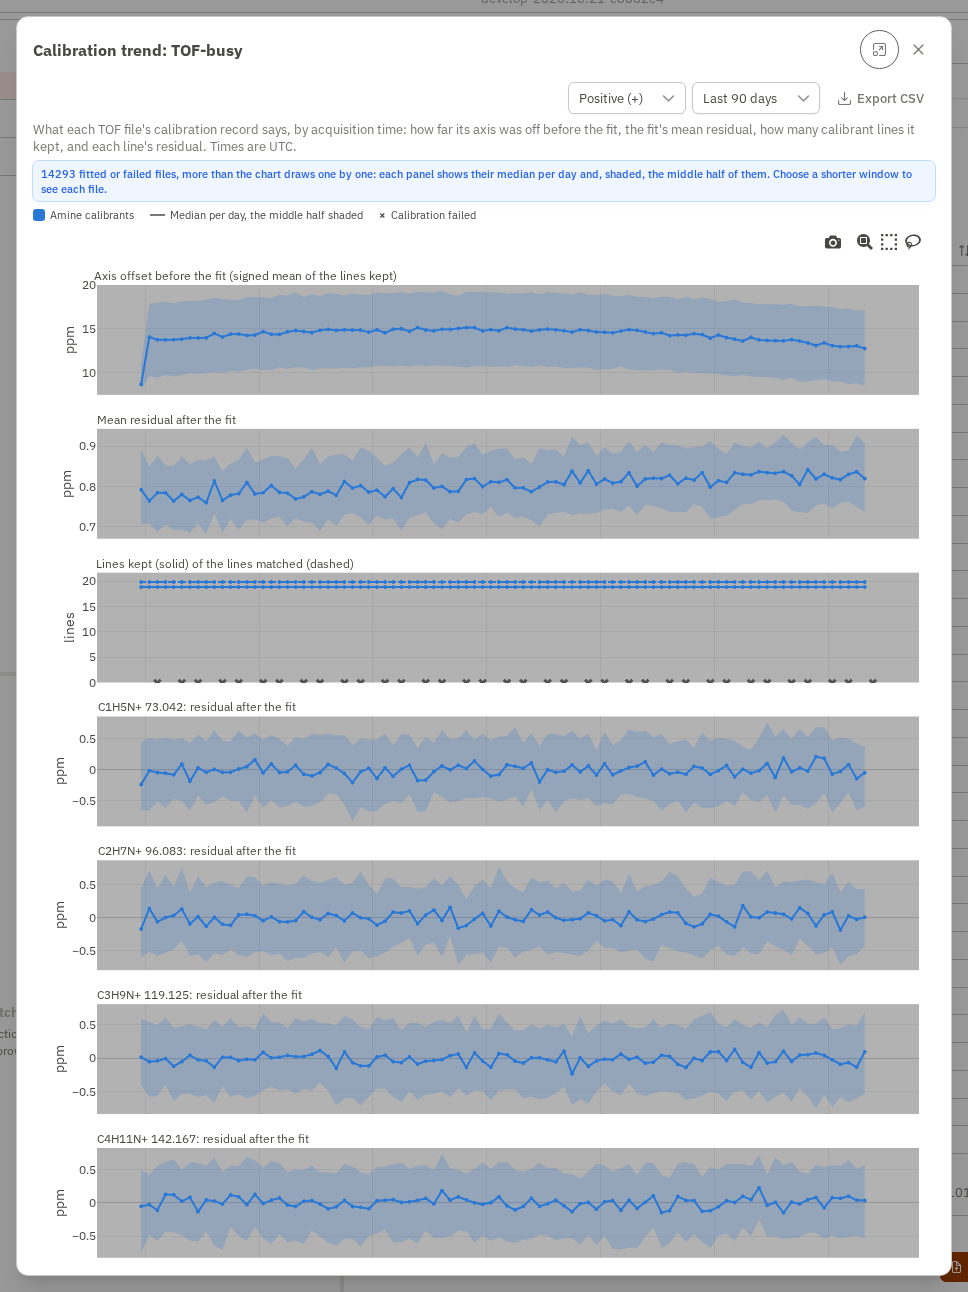 Calibration trend: TOF-busy
Positive (+)
Last 90 days
Export CSV
What each TOF file's calibration record says, by acquisition time: how far its axis was off before the fit, the fit's mean residual, how many calibrant lines it
kept, and each line's residual. Times are UTC.
14293 fitted or failed files, more than the chart draws one by one: each panel shows their median per day and, shaded, the middle half of them. Choose a shorter window to
see each file.
Amine calibrants
Median per day, the middle half shaded
Calibration failed
Axis offset before the fit (signed mean of the lines kept)
20
15
10
ppm
Mean residual after the fit
0.9
0.8
0.7
ppm
Lines kept (solid) of the lines matched (dashed)
20
15
10
5
0
lines
C1H5N+ 73.042: residual after the fit
0.5
0
−0.5
ppm
C2H7N+ 96.083: residual after the fit
0.5
0
−0.5
ppm
C3H9N+ 119.125: residual after the fit
0.5
0
−0.5
ppm
C4H11N+ 142.167: residual after the fit
0.5
0
−0.5
ppm